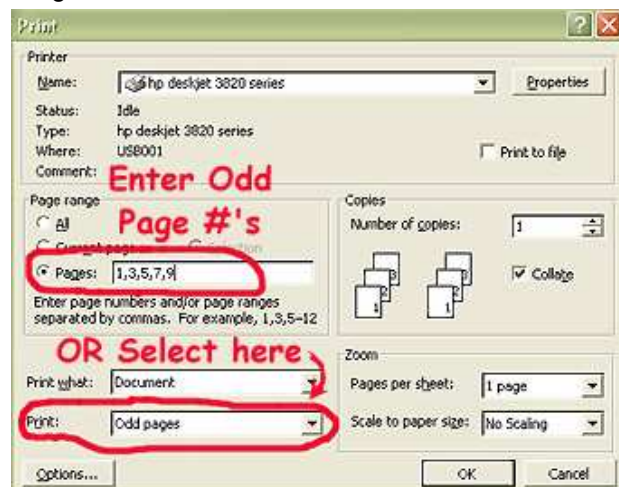 Print
Printer
Name: hp deskjet 3820 series
Properties
Status: Idle
Type: hp deskjet 3820 series
Where: USB001
Print to file
Comment:
Enter Odd
Page #'s
Page range
All
Pages: 1,3,5,7,9
Enter page numbers and/or page ranges
separated by commas. For example, 1,3,5-12
Copies
Number of copies: 1
Collate
OR Select here
Print what: Document
Print: Odd pages
Zoom
Pages per sheet: 1 page
Scale to paper size: No Scaling
Options...
OK
Cancel